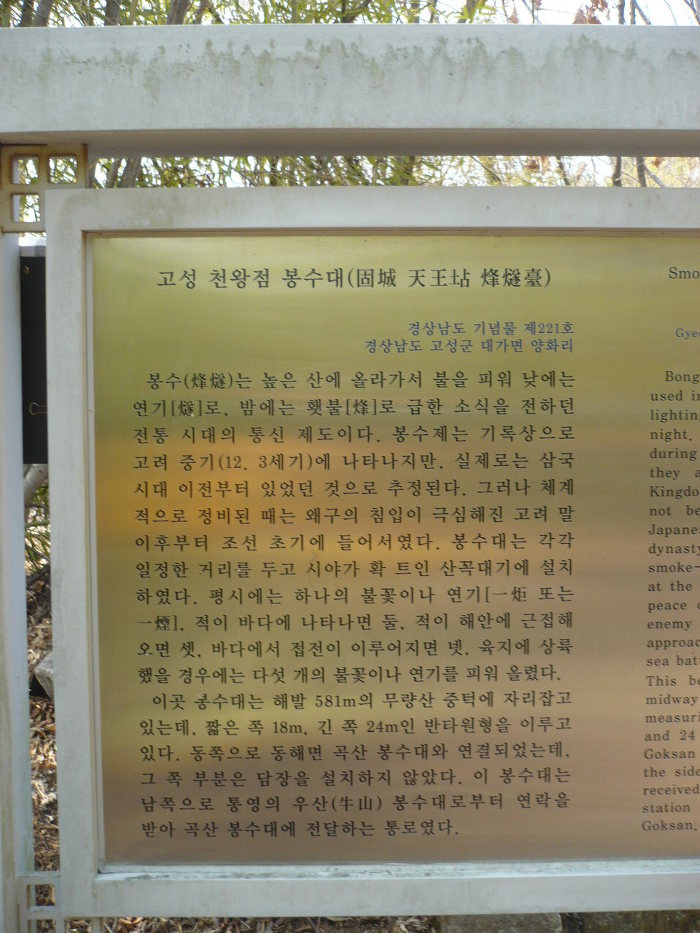 고성 천왕점 봉수대(固城 天王坫 烽燧臺)
경상남도 기념물 제221호
경상남도 고성군 대가면 양화리
봉수(烽燧)는 높은 산에 올라가서 불을 피워 낮에는
연기[燧]로, 밤에는 횃불[烽]로 급한 소식을 전하던
전통 시대의 통신 제도이다. 봉수제는 기록상으로
고려 중기(12, 3세기)에 나타나지만, 실제로는 삼국
시대 이전부터 있었던 것으로 추정된다. 그러나 체계
적으로 정비된 때는 왜구의 침입이 극심해진 고려 말
이후부터 조선 초기에 들어서였다. 봉수대는 각각
일정한 거리를 두고 시야가 확 트인 산꼭대기에 설치
하였다. 평시에는 하나의 불꽃이나 연기[一炬 또는
一煙], 적이 바다에 나타나면 둘, 적이 해안에 근접해
오면 셋, 바다에서 접전이 이루어지면 넷, 육지에 상륙
했을 경우에는 다섯 개의 불꽃이나 연기를 피워 올렸다.
이곳 봉수대는 해발 581m의 무량산 중턱에 자리잡고
있는데, 짧은 쪽 18m, 긴 쪽 24m인 반타원형을 이루고
있다. 동쪽으로 동해면 곡산 봉수대와 연결되었는데,
그 쪽 부분은 담장을 설치하지 않았다. 이 봉수대는
남쪽으로 통영의 우산(牛山) 봉수대로부터 연락을
받아 곡산 봉수대에 전달하는 통로였다.
Smo
Gyeo
Bong
used in
lighting
night.
during
they a
Kingdo
not be
Japanes
dynasty
smoke-
at the
peace o
enemy
approac
sea batt
This be
midway
measuri
and 24
Goksan
the side
received
station
Goksan.